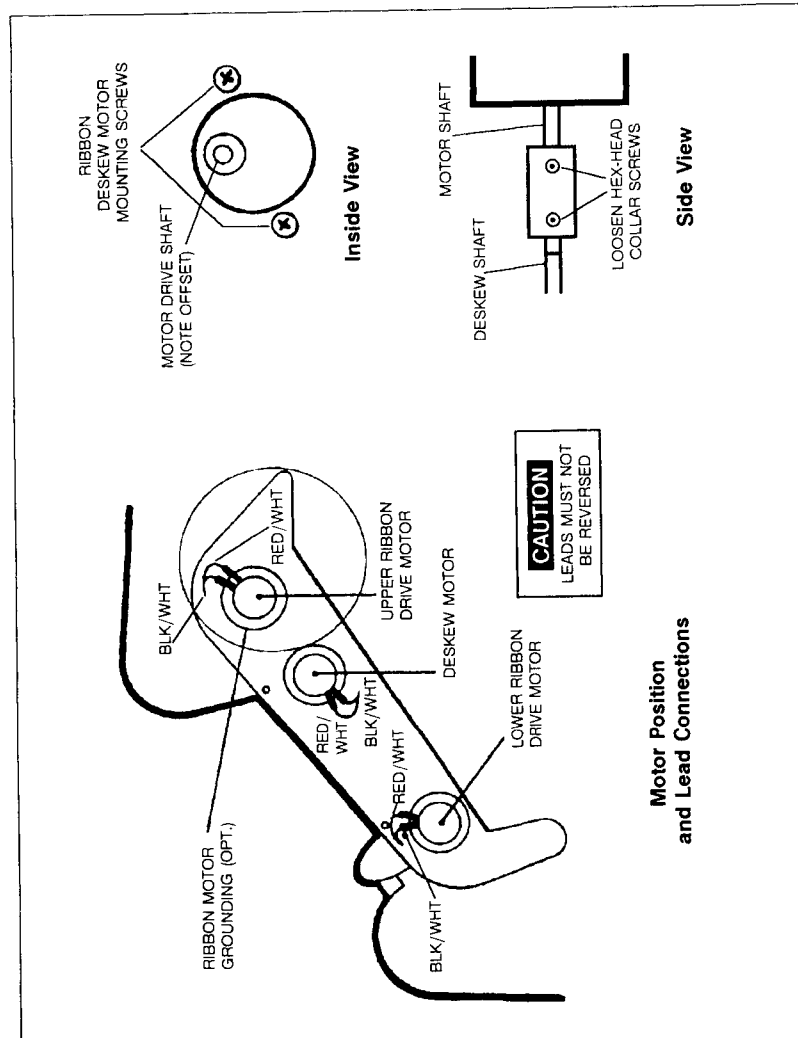 RIBBON MOTOR
GROUNDING (OPT.)
BLK/WHT
RED/WHT
UPPER RIBBON
DRIVE MOTOR
RED/
WHT
BLK/WHT
DESKEW MOTOR
RED/WHT
BLK/WHT
LOWER RIBBON
DRIVE MOTOR
Motor Position
and Lead Connections
CAUTION
LEADS MUST NOT
BE REVERSED
RIBBON
DESKEW MOTOR
MOUNTING SCREWS
MOTOR DRIVE SHAFT
(NOTE OFFSET)
Inside View
MOTOR SHAFT
DESKEW SHAFT
LOOSEN HEX-HEAD
COLLAR SCREWS
Side View